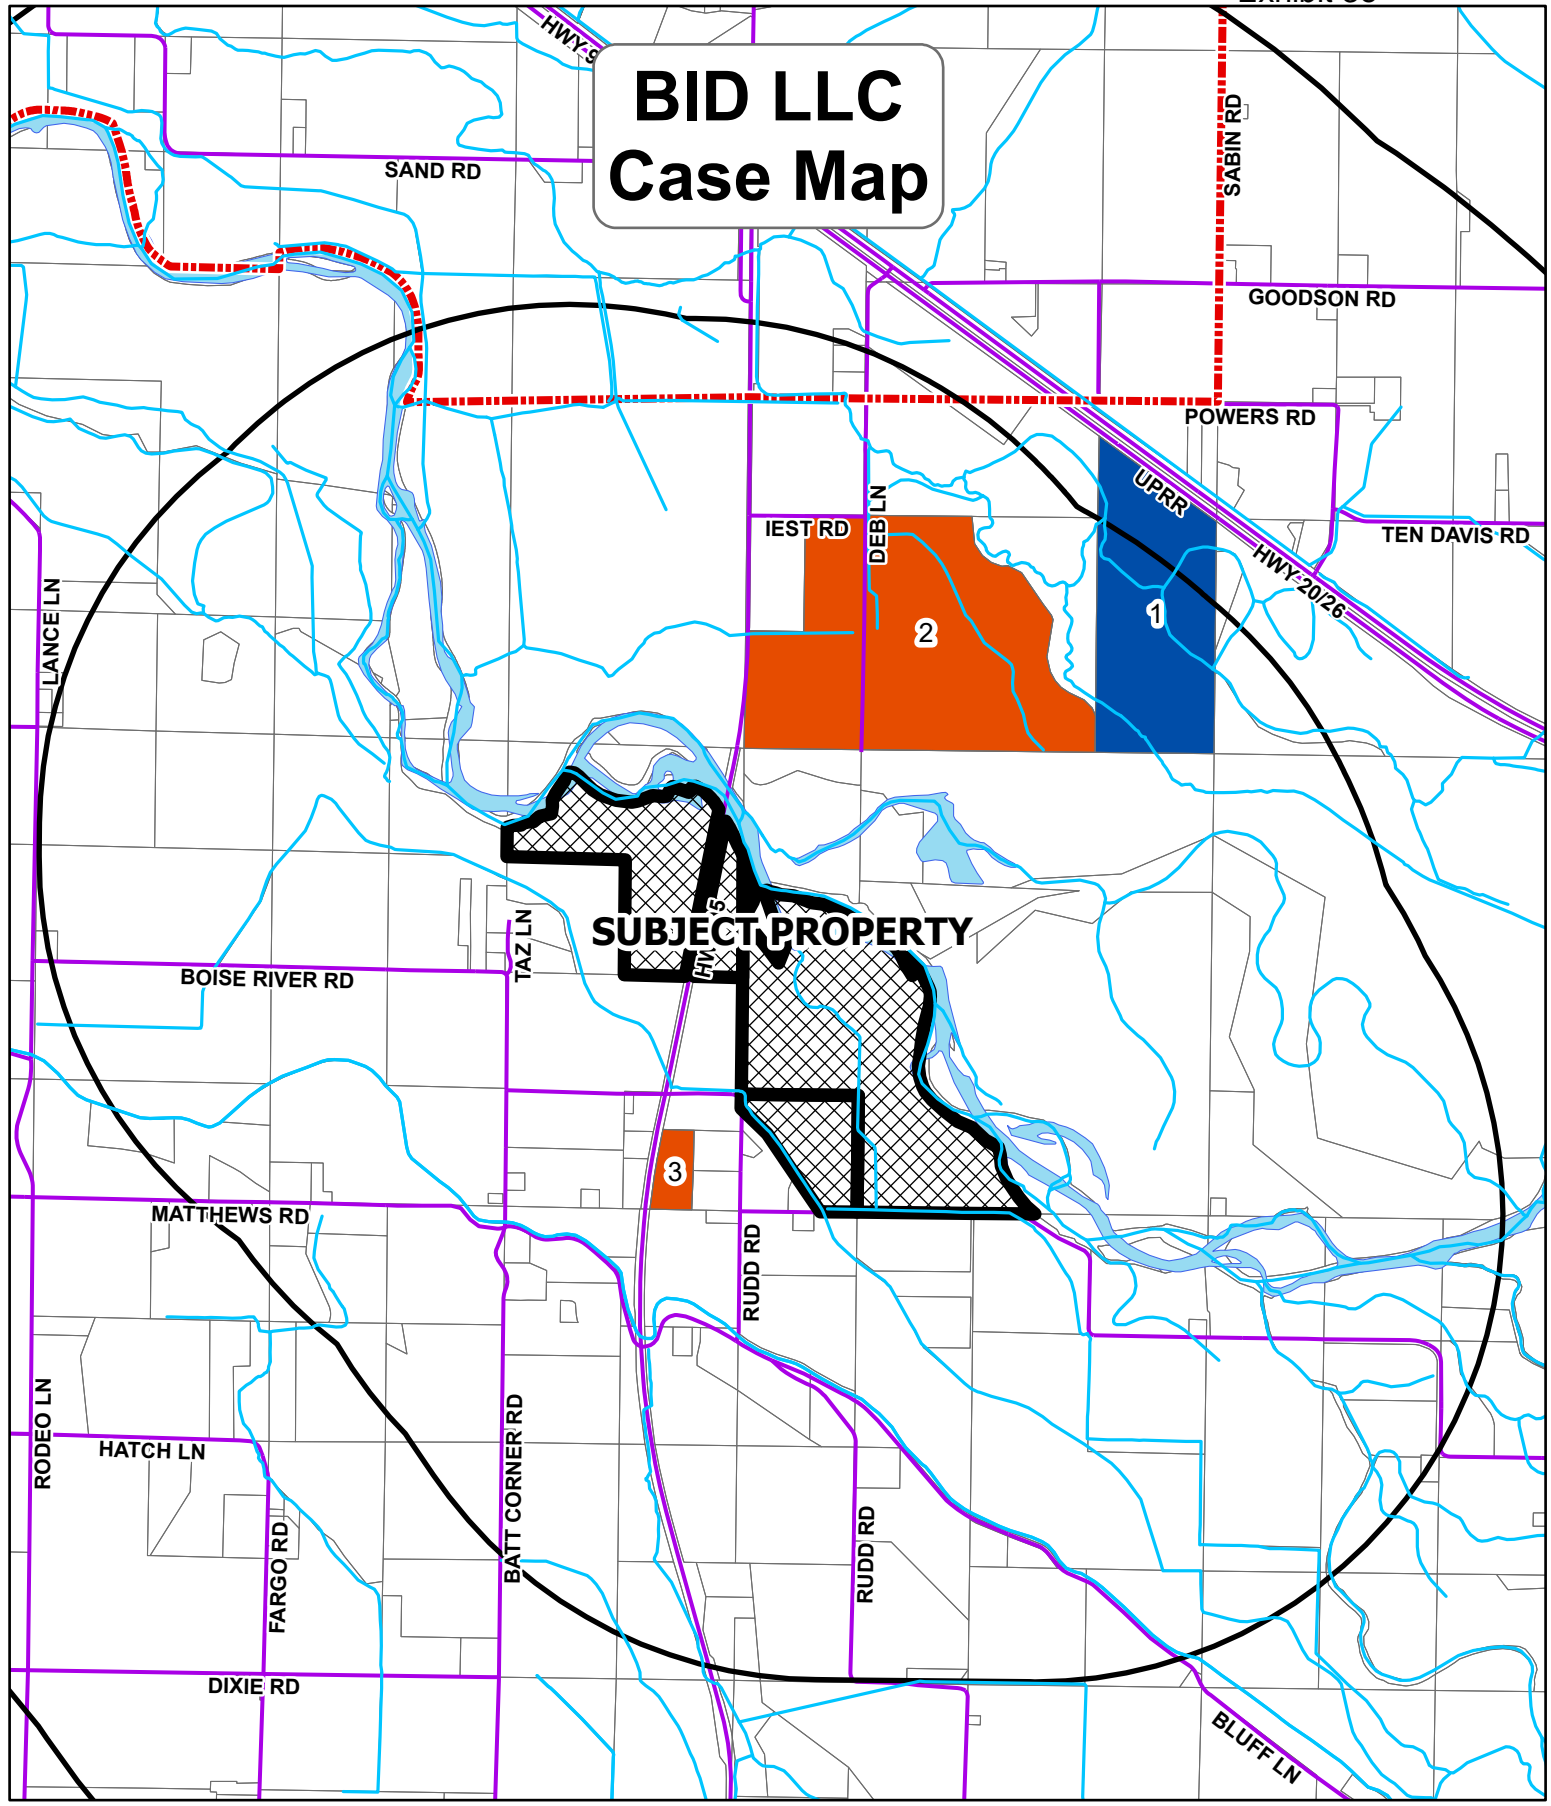 HWY 9
BID LLC
Case Map
SAND RD
SABIN RD
GOODSON RD
POWERS RD
UPRR
IEST RD
DEB LN
TEN DAVIS RD
HWY 20/26
LANCE LN
1
2
SUBJECT PROPERTY
TAZ LN
BOISE RIVER RD
3
MATTHEWS RD
RUDD RD
RODEO LN
HATCH LN
BATT CORNER RD
FARGO RD
RUDD RD
DIXIE RD
BLUFF LN